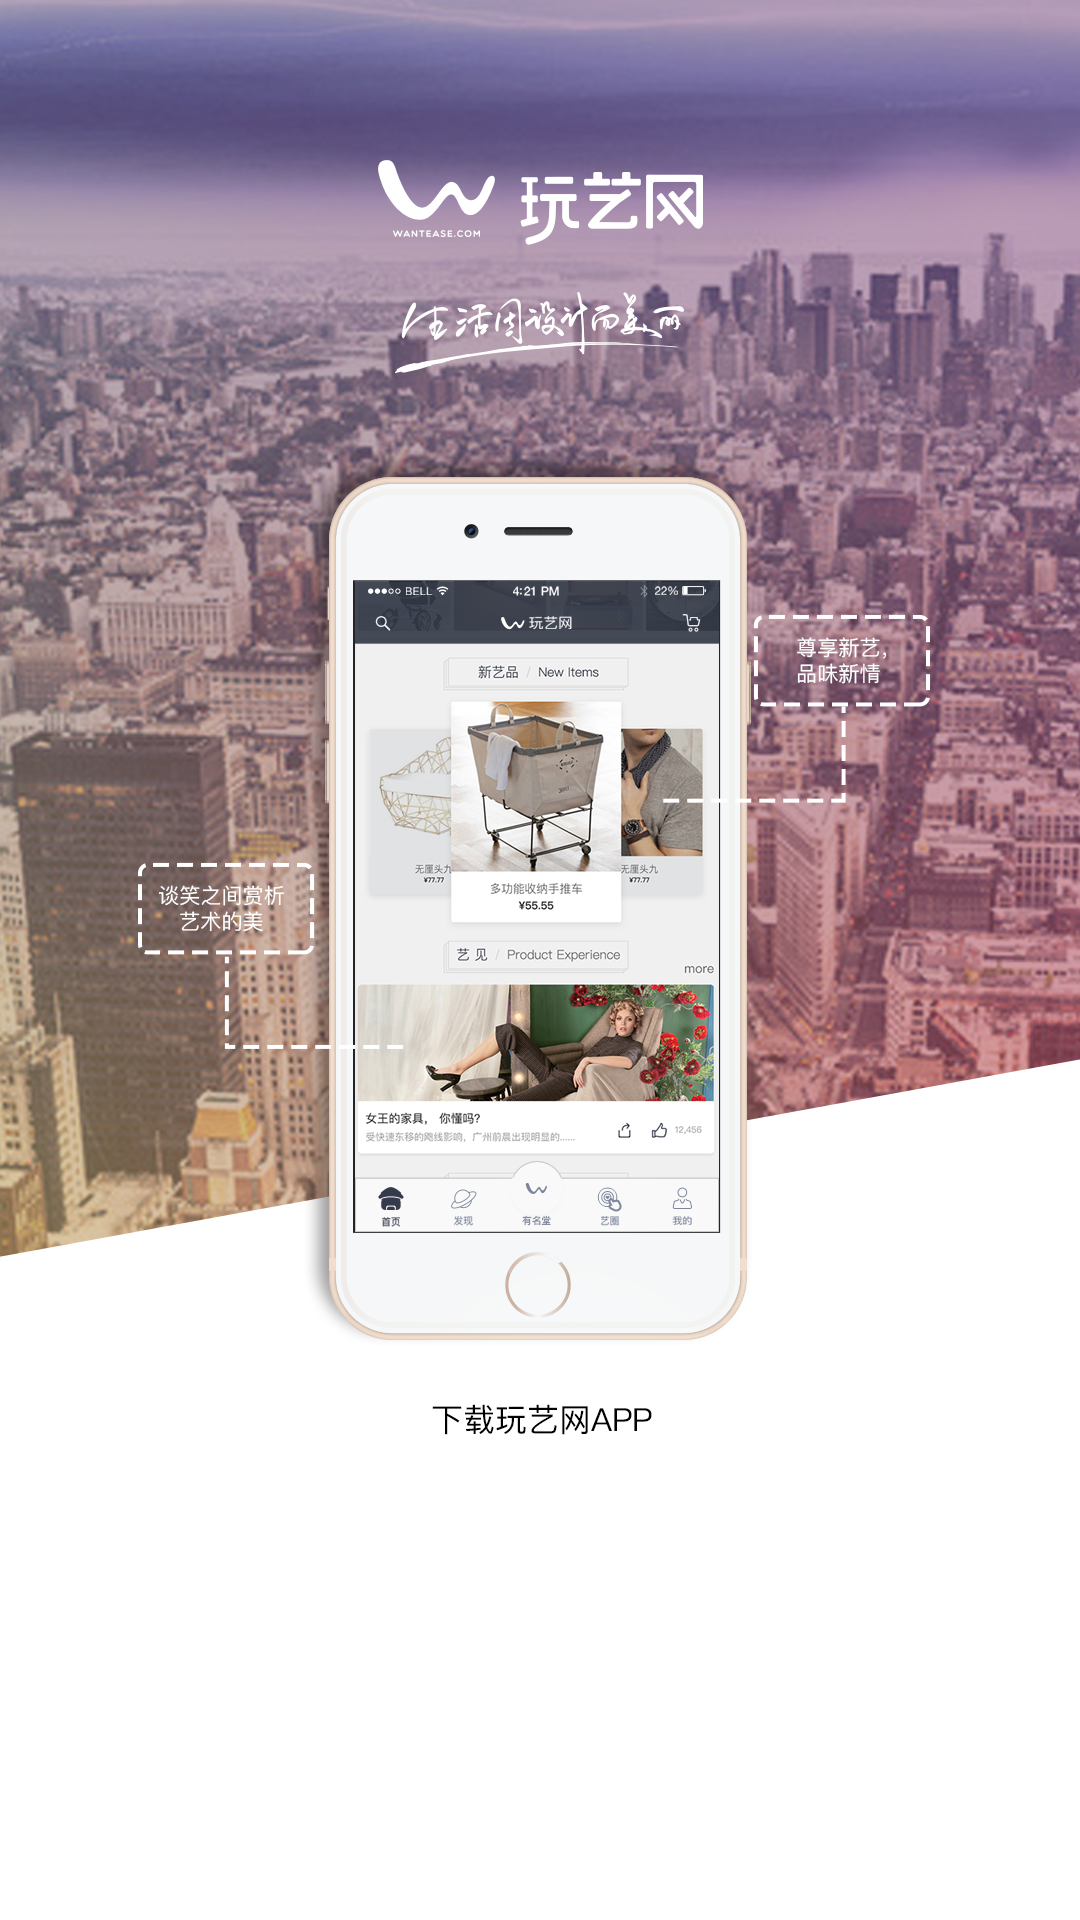 玩艺网
WANTEASE.COM
生活因设计而美丽
BELL
4:21 PM
22%
玩艺网
尊享新艺，
品味新情
新艺品 / New Items
无厘头九
¥77.77
多功能收纳手推车
¥55.55
无厘头九
¥77.77
谈笑之间赏析
艺术的美
艺 见 / Product Experience
more
女王的家具， 你懂吗?
受快速东移的飑线影响，广州前晨出现明显的......
12,456
首页
发现
有名堂
艺圈
我的
下载玩艺网APP